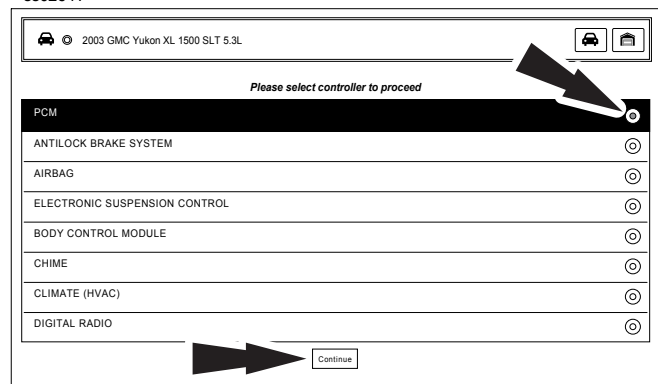 2003 GMC Yukon XL 1500 SLT 5.3L
Please select controller to proceed
PCM
ANTILOCK BRAKE SYSTEM
AIRBAG
ELECTRONIC SUSPENSION CONTROL
BODY CONTROL MODULE
CHIME
CLIMATE (HVAC)
DIGITAL RADIO
Continue